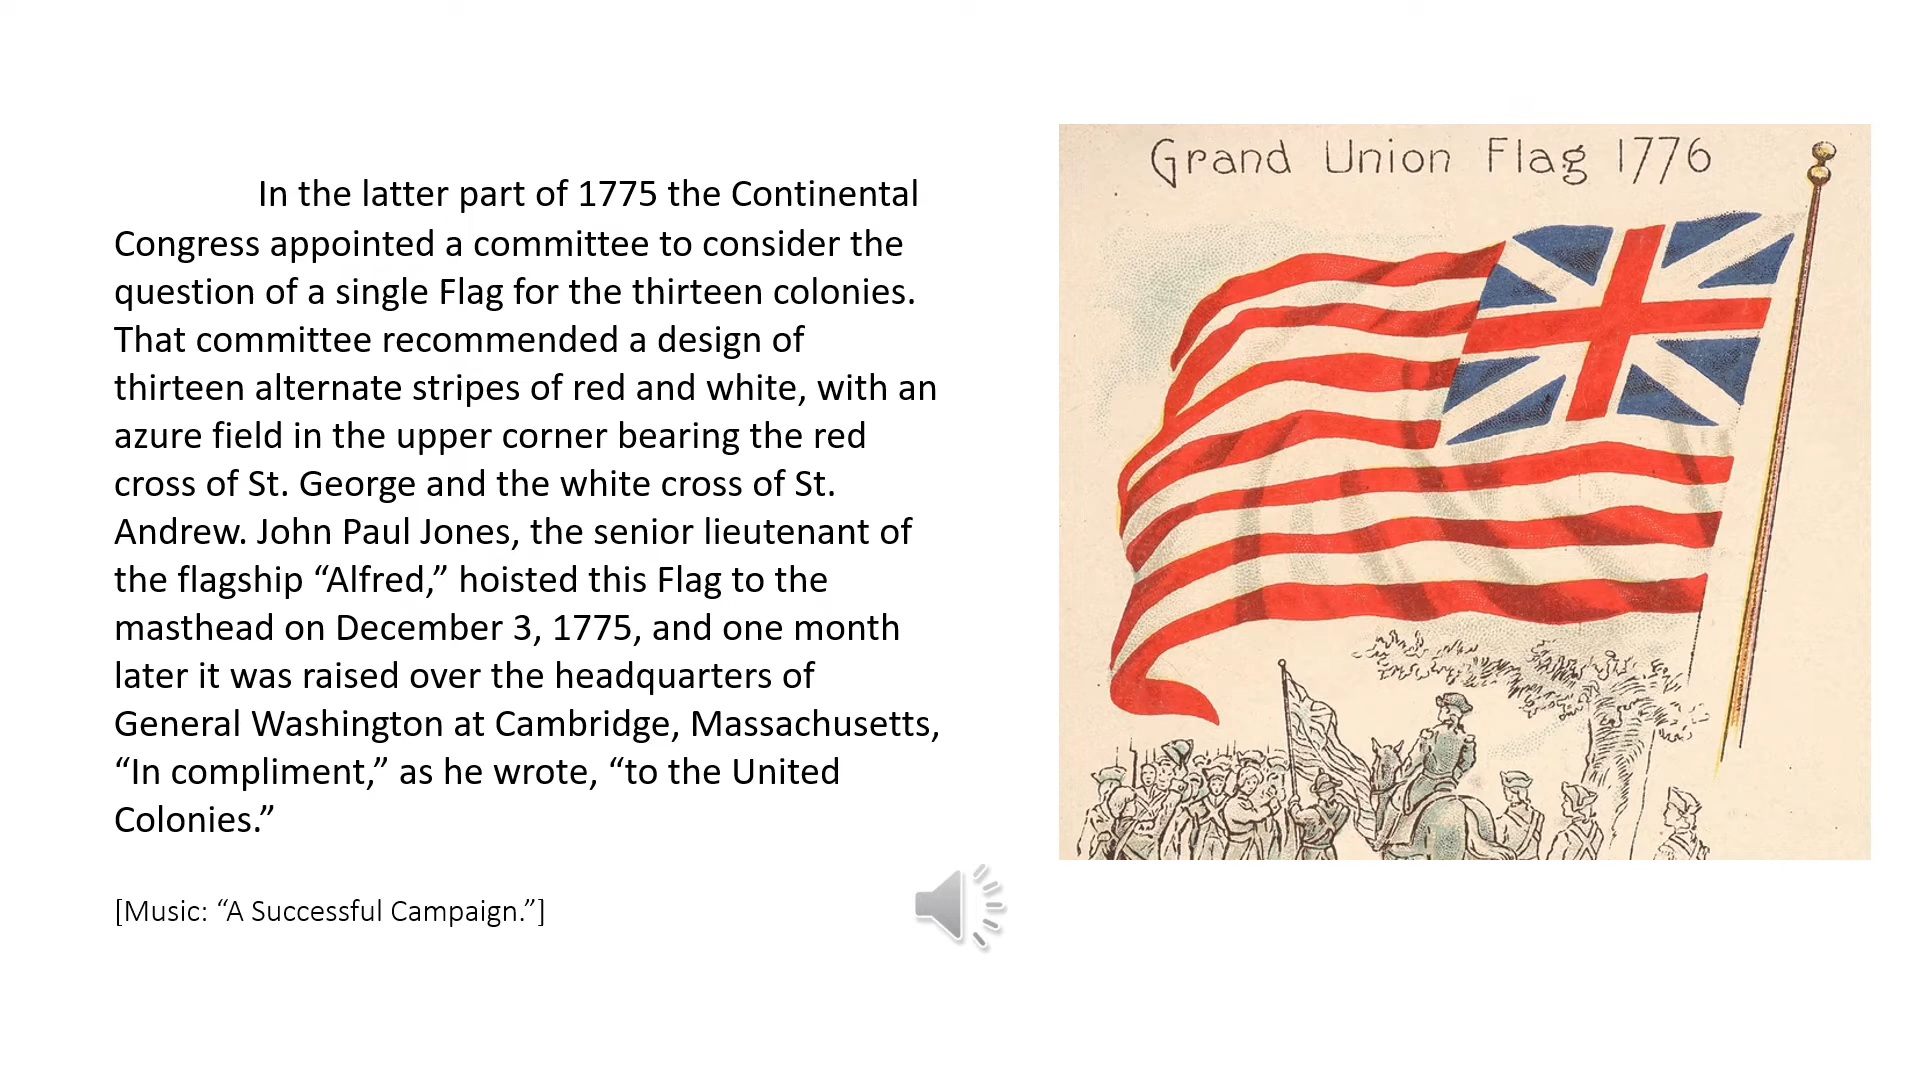 In the latter part of 1775 the Continental
Congress appointed a committee to consider the
question of a single Flag for the thirteen colonies.
That committee recommended a design of
thirteen alternate stripes of red and white, with an
azure field in the upper corner bearing the red
cross of St. George and the white cross of St.
Andrew. John Paul Jones, the senior lieutenant of
the flagship “Alfred,” hoisted this Flag to the
masthead on December 3, 1775, and one month
later it was raised over the headquarters of
General Washington at Cambridge, Massachusetts,
“In compliment,” as he wrote, “to the United
Colonies.”
[Music: “A Successful Campaign.”]
Grand Union Flag 1776